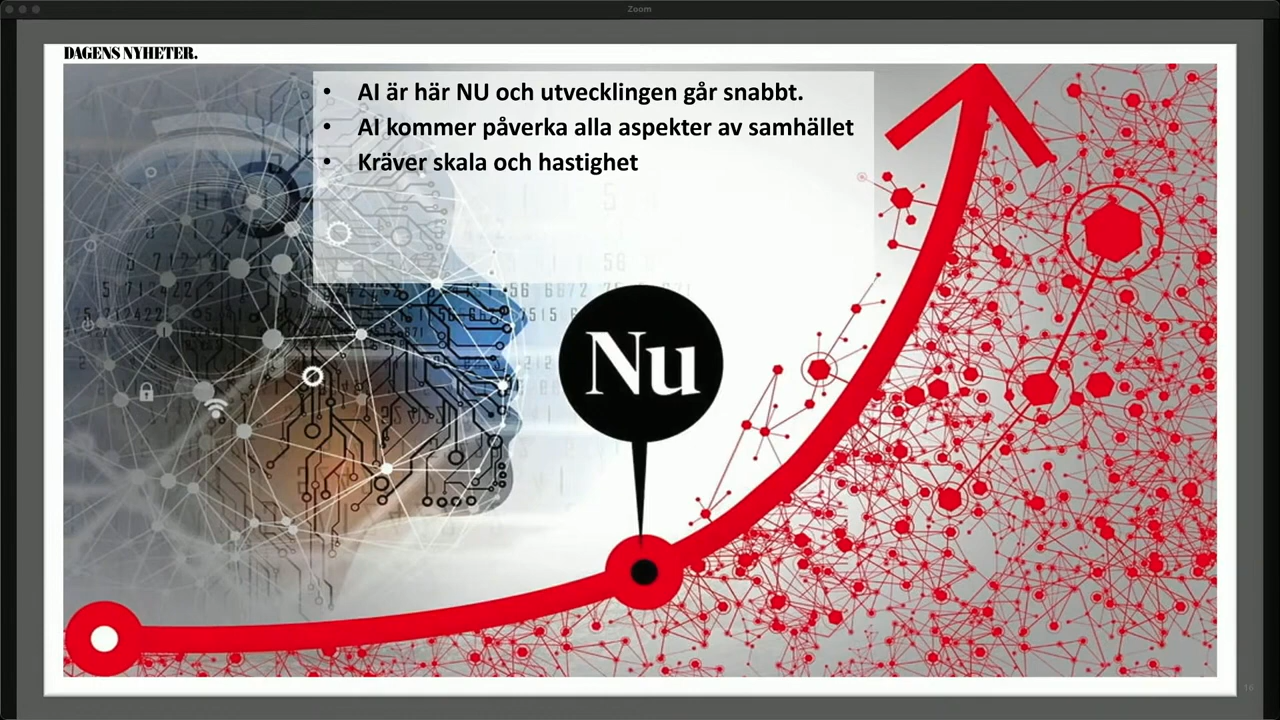 Zoom
DAGENS NYHETER.
• AI är här NU och utvecklingen går snabbt.
• AI kommer påverka alla aspekter av samhället
• Kräver skala och hastighet
Nu
16